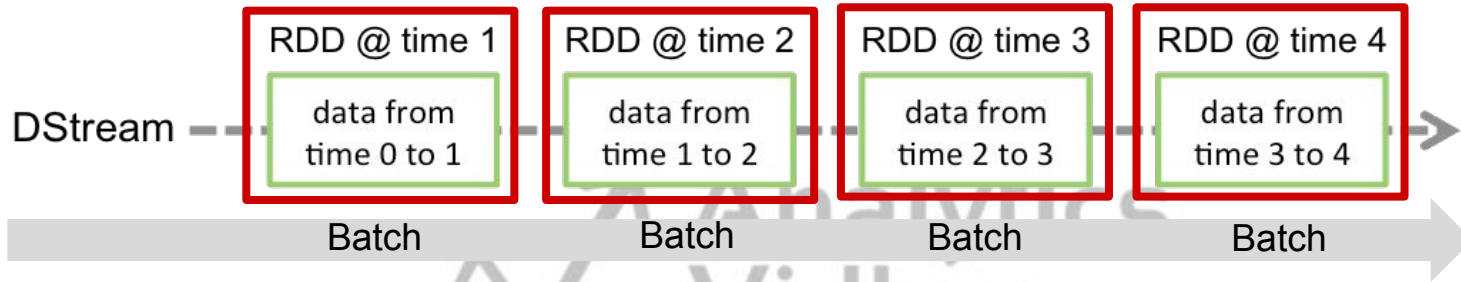 RDD @ time 1 RDD @ time 2 RDD @ time 3 RDD @ time 4
DStream
data from data from data from data from
time 0 to 1 time 1 to 2 time 2 to 3 time 3 to 4
Analytics
Batch Batch Batch Batch